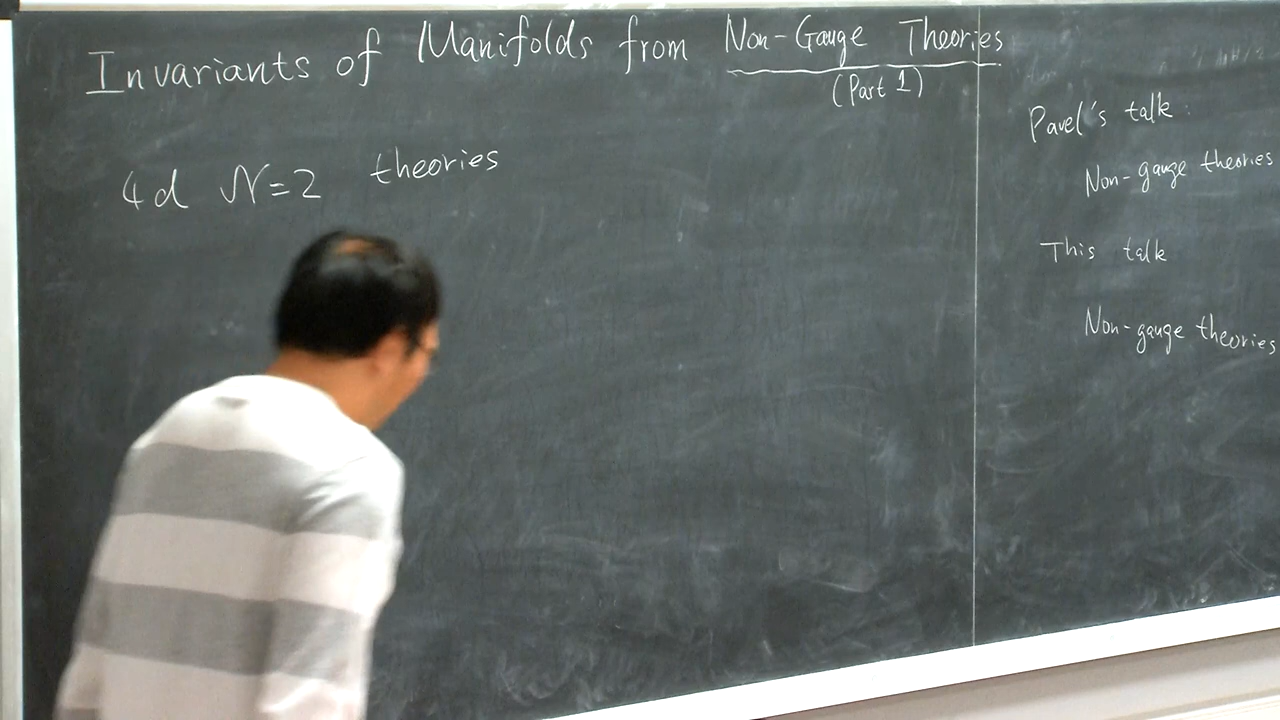 Invariants of Manifolds from Non-Gauge Theories
(Part 1)
4d N=2 theories
Pavel's talk:
Non-gauge theories
This talk
Non-gauge theories